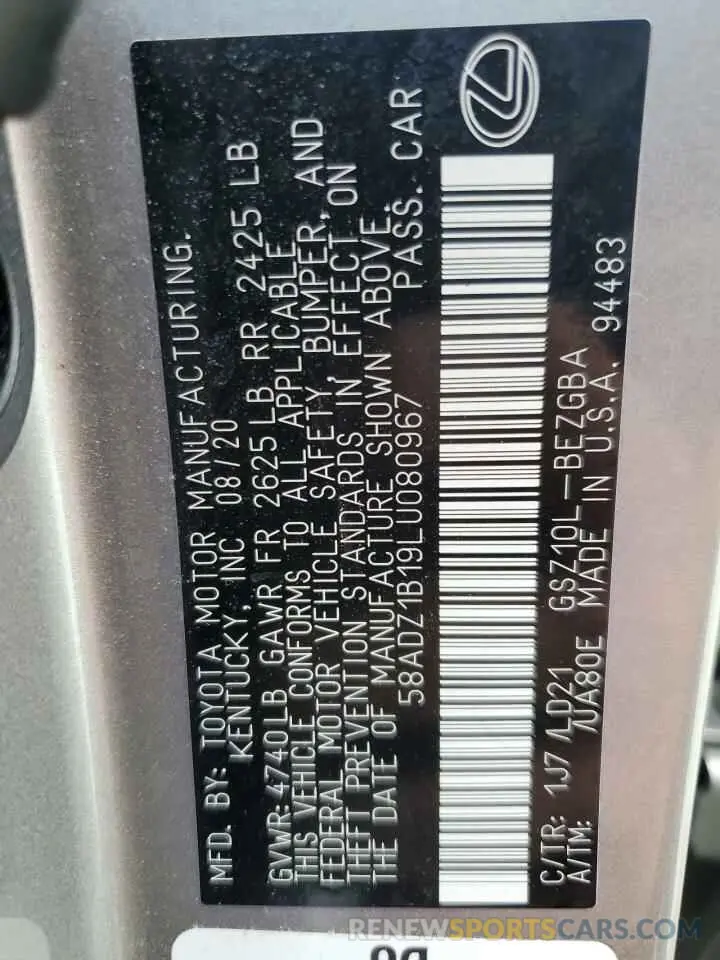 MFD. BY: TOYOTA MOTOR MANUFACTURING.
KENTUCKY, INC 08/20
GVWR: 4740LB GAWR FR 2625LB RR 2425 LB
THIS VEHICLE CONFORMS TO ALL APPLICABLE
FEDERAL MOTOR VEHICLE SAFETY, BUMPER, AND
THEFT PREVENTION STANDARDS IN EFFECT ON
THE DATE OF MANUFACTURE SHOWN ABOVE.
58ADZ1B19LU080967 PASS. CAR
C/TR: 1J7 /LD21 GSZ10L-BEZGBA
A/TM: /UA80E MADE IN U.S.A. 94483
RENEWSPORTSCARS.COM